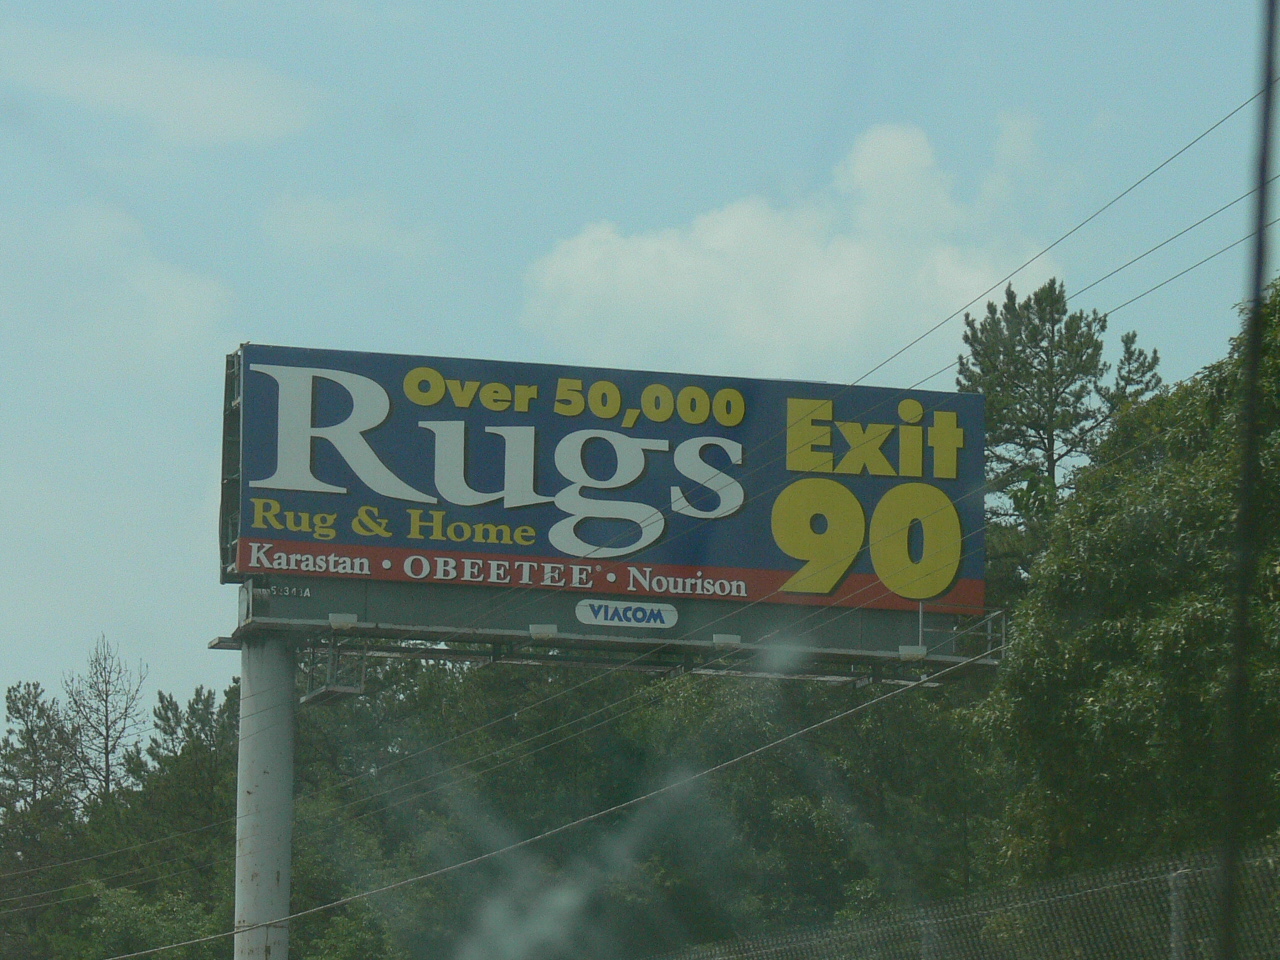 Over 50,000
Rugs
Rug & Home
Karastan • OBEETEE® • Nourison
Exit
90
VIACOM